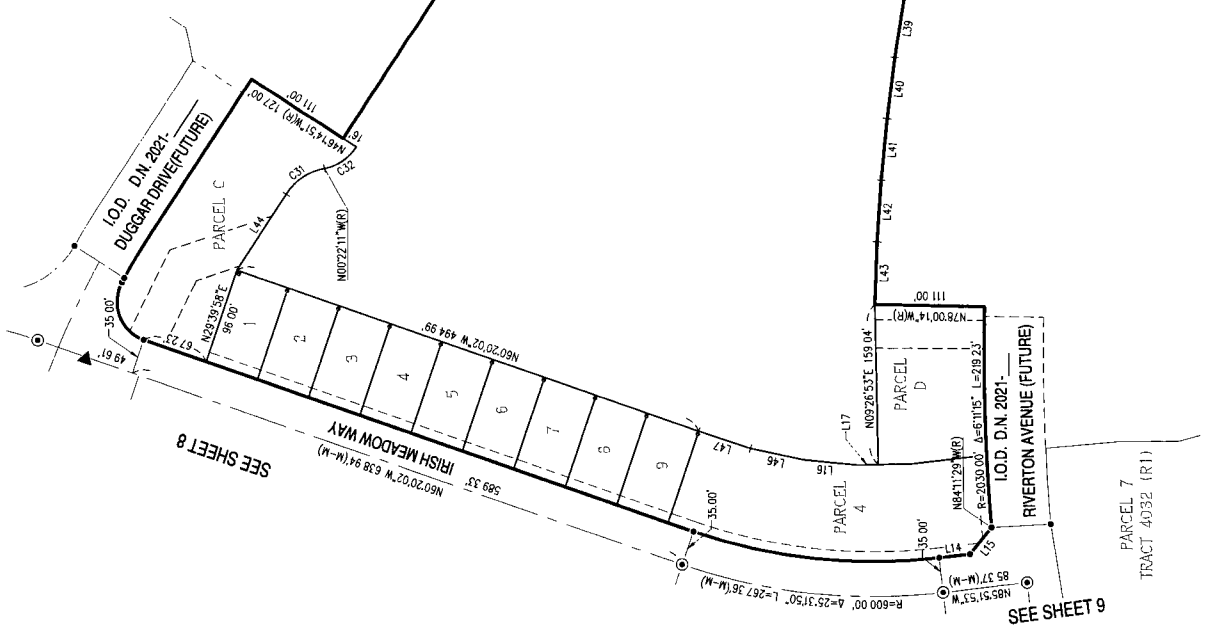 I.O.D. D.N. 2021-
DUGGAR DRIVE(FUTURE)
111 00'
N46°14'51"W(R) 127 00'
16'
C31
C32
L44
PARCEL C
N00°22'11"W(R)
N29°39'58"E
96 00'
35 00'
49 61'
67 23'
SEE SHEET 8
IRISH MEADOW WAY
N60°20'02"W 638 94'(M-M)
589 33'
N60°20'02"W 494 99'
1
2
3
4
5
6
7
8
9
L39
L40
L41
L42
L43
111 00'
N78°00'14"W(R)
N09°26'53"E 159 04'
PARCEL
D
L17
L47
L46
L16
R=2030 00' Δ=6°11'15" L=219 23'
N84°11'29"W(R)
I.O.D. D.N. 2021-
RIVERTON AVENUE (FUTURE)
PARCEL
4
35.00'
35 00'
L14
L15
R=600 00' Δ=25°31'50" L=267 36'(M-M)
N85°51'53"W
85 37'(M-M)
SEE SHEET 9
PARCEL 7
TRACT 4032 (R1)